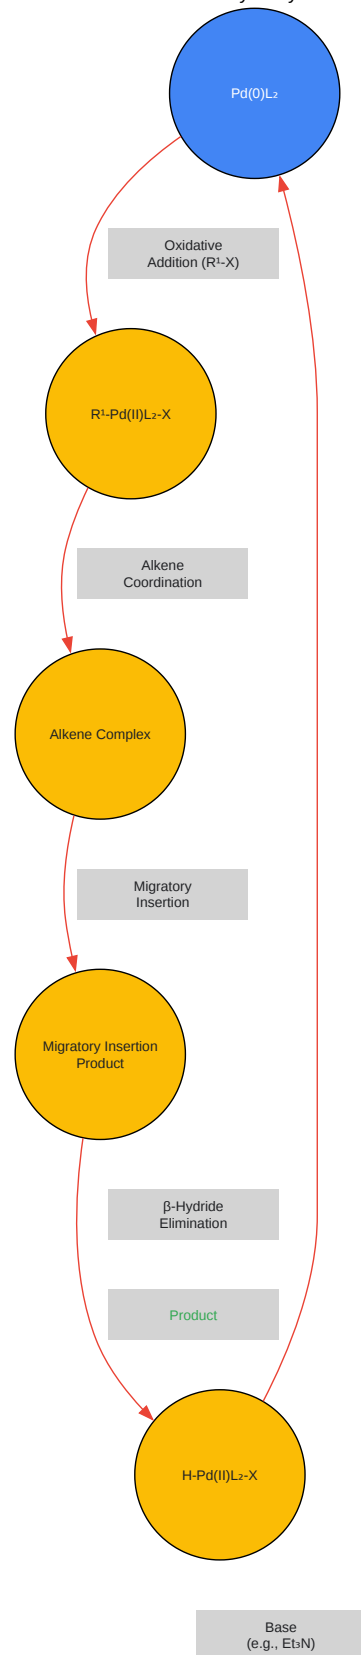 Pd(0)L₂
Oxidative
Addition (R¹-X)
R¹-Pd(II)L₂-X
Alkene
Coordination
Alkene Complex
Migratory
Insertion
Migratory Insertion
Product
β-Hydride
Elimination
Product
H-Pd(II)L₂-X
Base
(e.g., Et₃N)